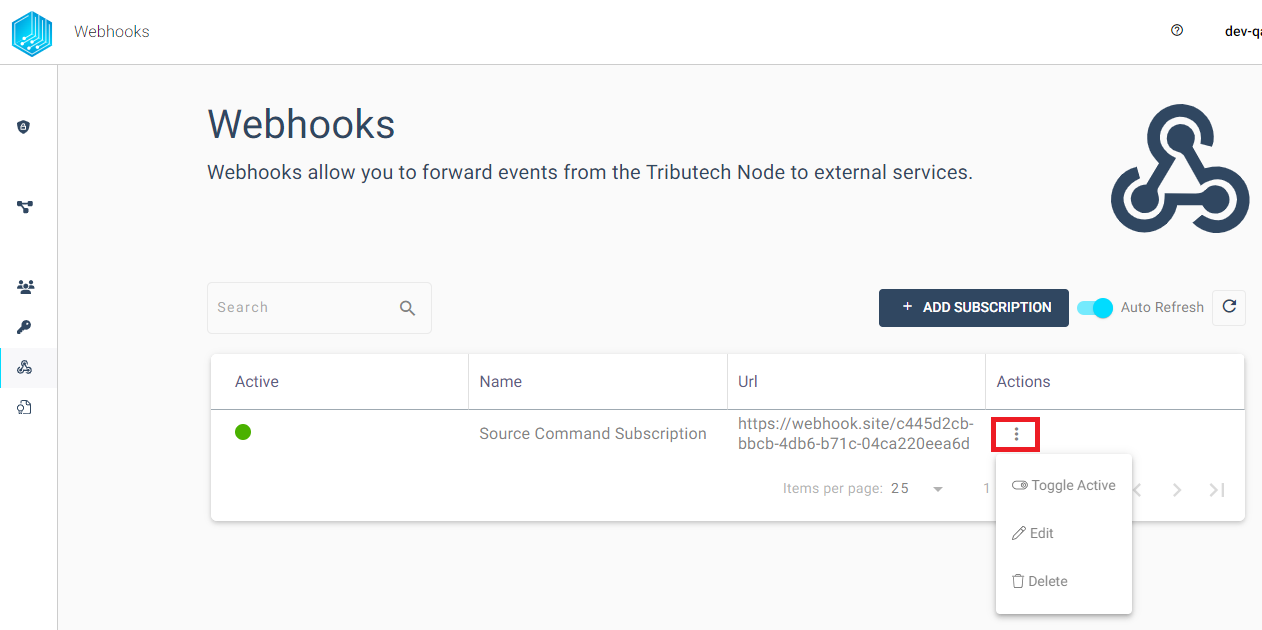 Webhooks
dev-qa
Webhooks
Webhooks allow you to forward events from the Tributech Node to external services.
Search
+ ADD SUBSCRIPTION
Auto Refresh
Active
Name
Url
Actions
Source Command Subscription
https://webhook.site/c445d2cb-
bbcb-4db6-b71c-04ca220eea6d
Items per page: 25
1
Toggle Active
Edit
Delete